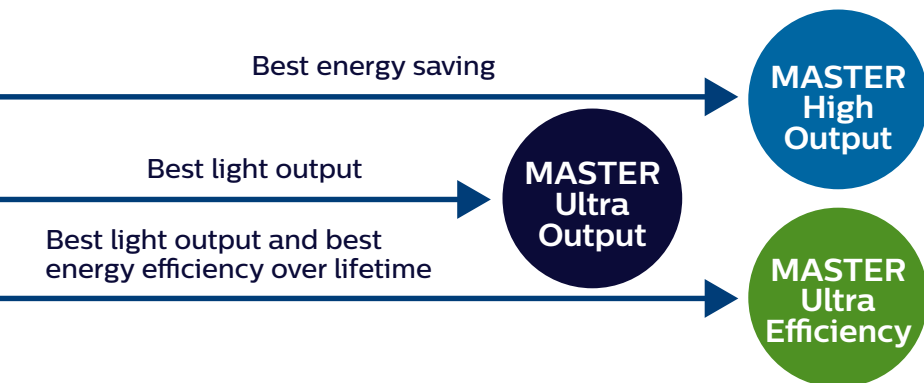 Best energy saving
MASTER
High
Output
Best light output
MASTER
Ultra
Output
Best light output and best
energy efficiency over lifetime
MASTER
Ultra
Efficiency